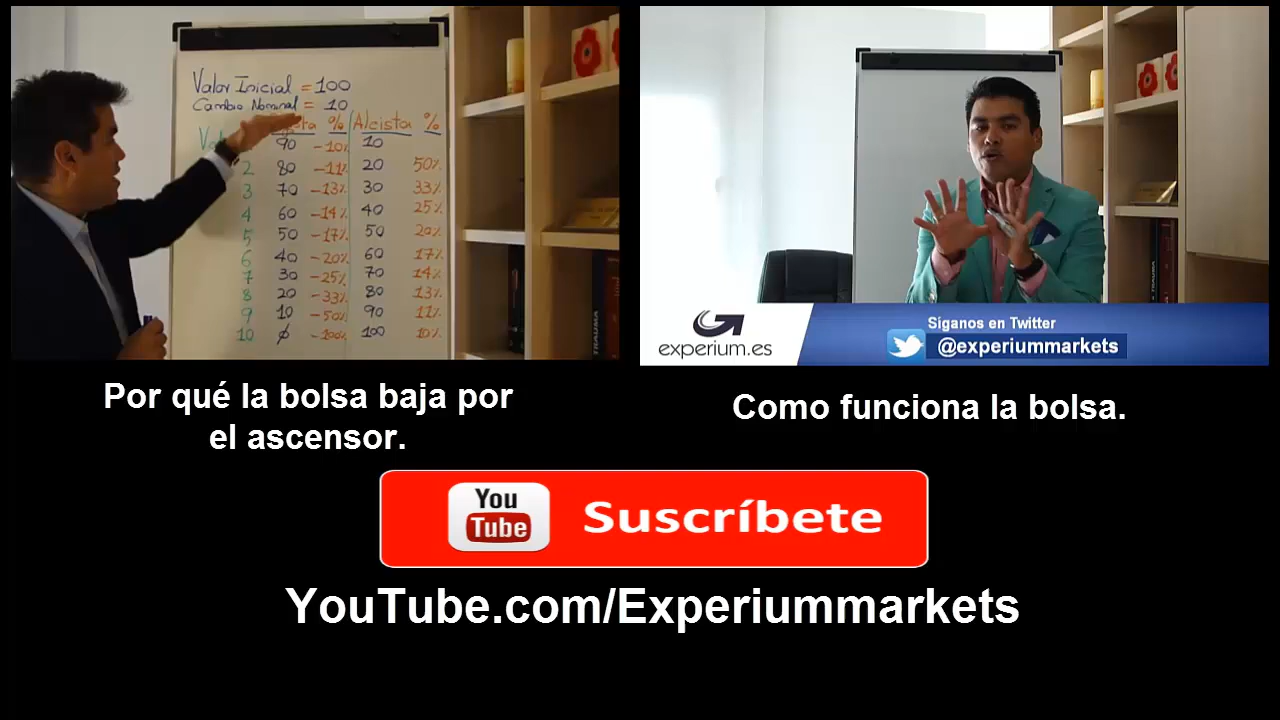 Valor Inicial = 100
Cambio Nominal = 10
% Alcista %
90 -10% 10
2 80 -11% 20 50%
3 70 -13% 30 33%
4 60 -14% 40 25%
5 50 -17% 50 20%
6 40 -20% 60 17%
7 30 -25% 70 14%
8 20 -33% 80 13%
9 10 -50% 90 11%
10 0 -100% 100 10%
TRAUMA
experium.es
Síganos en Twitter
@experiummarkets
Por qué la bolsa baja por
el ascensor.
Como funciona la bolsa.
You
Tube
Suscríbete
YouTube.com/Experiummarkets